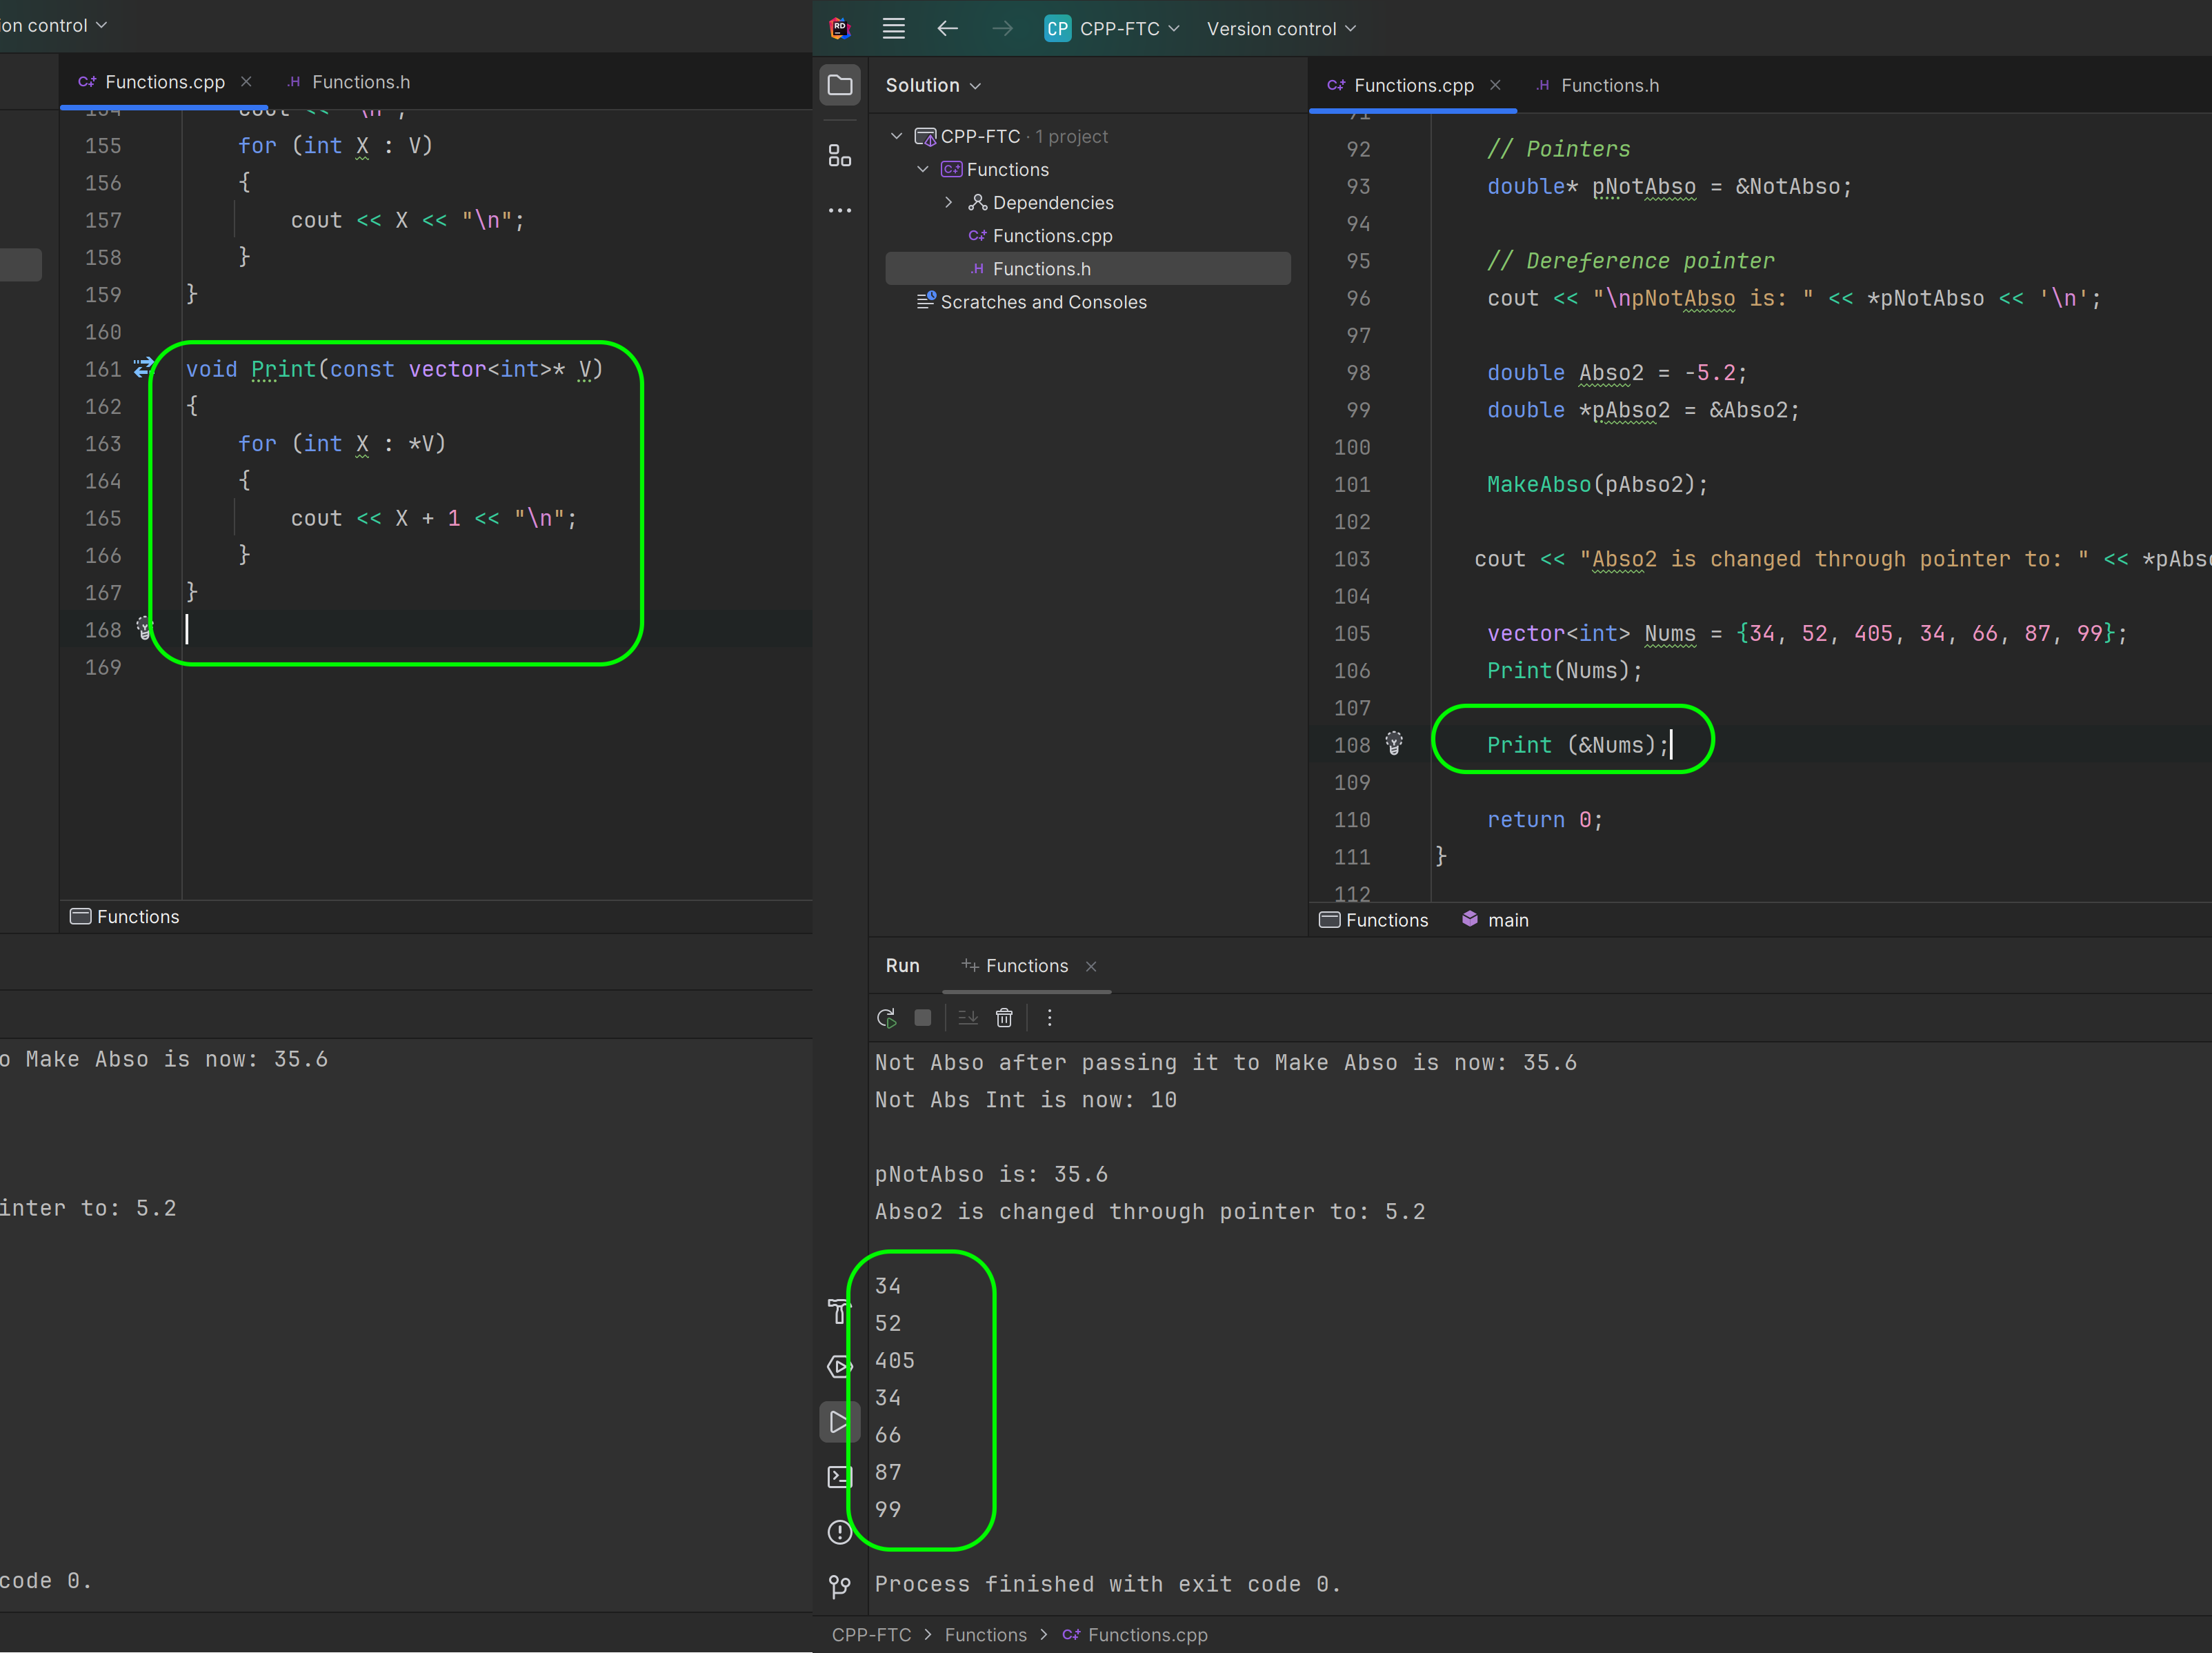 ion control
Functions.cpp
Functions.h
154 cout << "\n";
155 for (int X : V)
156 {
157 cout << X << "\n";
158 }
159 }
160
161 void Print(const vector<int>* V)
162 {
163 for (int X : *V)
164 {
165 cout << X + 1 << "\n";
166 }
167 }
168
169
Functions
o Make Abso is now: 35.6
inter to: 5.2
code 0.
RD
CP CPP-FTC
Version control
Solution
CPP-FTC · 1 project
Functions
Dependencies
Functions.cpp
Functions.h
Scratches and Consoles
Functions.cpp
Functions.h
91
92 // Pointers
93 double* pNotAbso = &NotAbso;
94
95 // Dereference pointer
96 cout << "\npNotAbso is: " << *pNotAbso << '\n';
97
98 double Abso2 = -5.2;
99 double *pAbso2 = &Abso2;
100
101 MakeAbso(pAbso2);
102
103 cout << "Abso2 is changed through pointer to: " << *pAbso
104
105 vector<int> Nums = {34, 52, 405, 34, 66, 87, 99};
106 Print(Nums);
107
108 Print (&Nums);
109
110 return 0;
111 }
112
Functions main
Run Functions
Not Abso after passing it to Make Abso is now: 35.6
Not Abs Int is now: 10
pNotAbso is: 35.6
Abso2 is changed through pointer to: 5.2
34
52
405
34
66
87
99
Process finished with exit code 0.
CPP-FTC > Functions > Functions.cpp